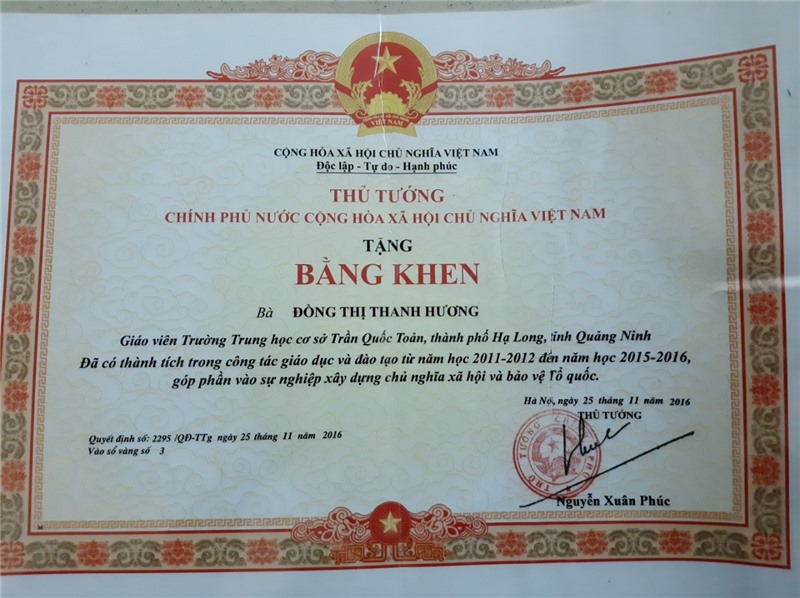 VIỆT NAM
CỘNG HÒA XÃ HỘI CHỦ NGHĨA VIỆT NAM
Độc lập - Tự do - Hạnh phúc
THỦ TƯỚNG
CHÍNH PHỦ NƯỚC CỘNG HÒA XÃ HỘI CHỦ NGHĨA VIỆT NAM
TẶNG
BẰNG KHEN
Bà ĐỒNG THỊ THANH HƯƠNG
Giáo viên Trường Trung học cơ sở Trần Quốc Toản, thành phố Hạ Long, tỉnh Quảng Ninh
Đã có thành tích trong công tác giáo dục và đào tạo từ năm học 2011-2012 đến năm học 2015-2016,
góp phần vào sự nghiệp xây dựng chủ nghĩa xã hội và bảo vệ Tổ quốc.
Hà Nội, ngày 25 tháng 11 năm 2016
THỦ TƯỚNG
Quyết định số: 2295 /QĐ-TTg ngày 25 tháng 11 năm 2016
Vào sổ vàng số 3
THỦ TƯỚNG CHÍNH PHỦ
Nguyễn Xuân Phúc